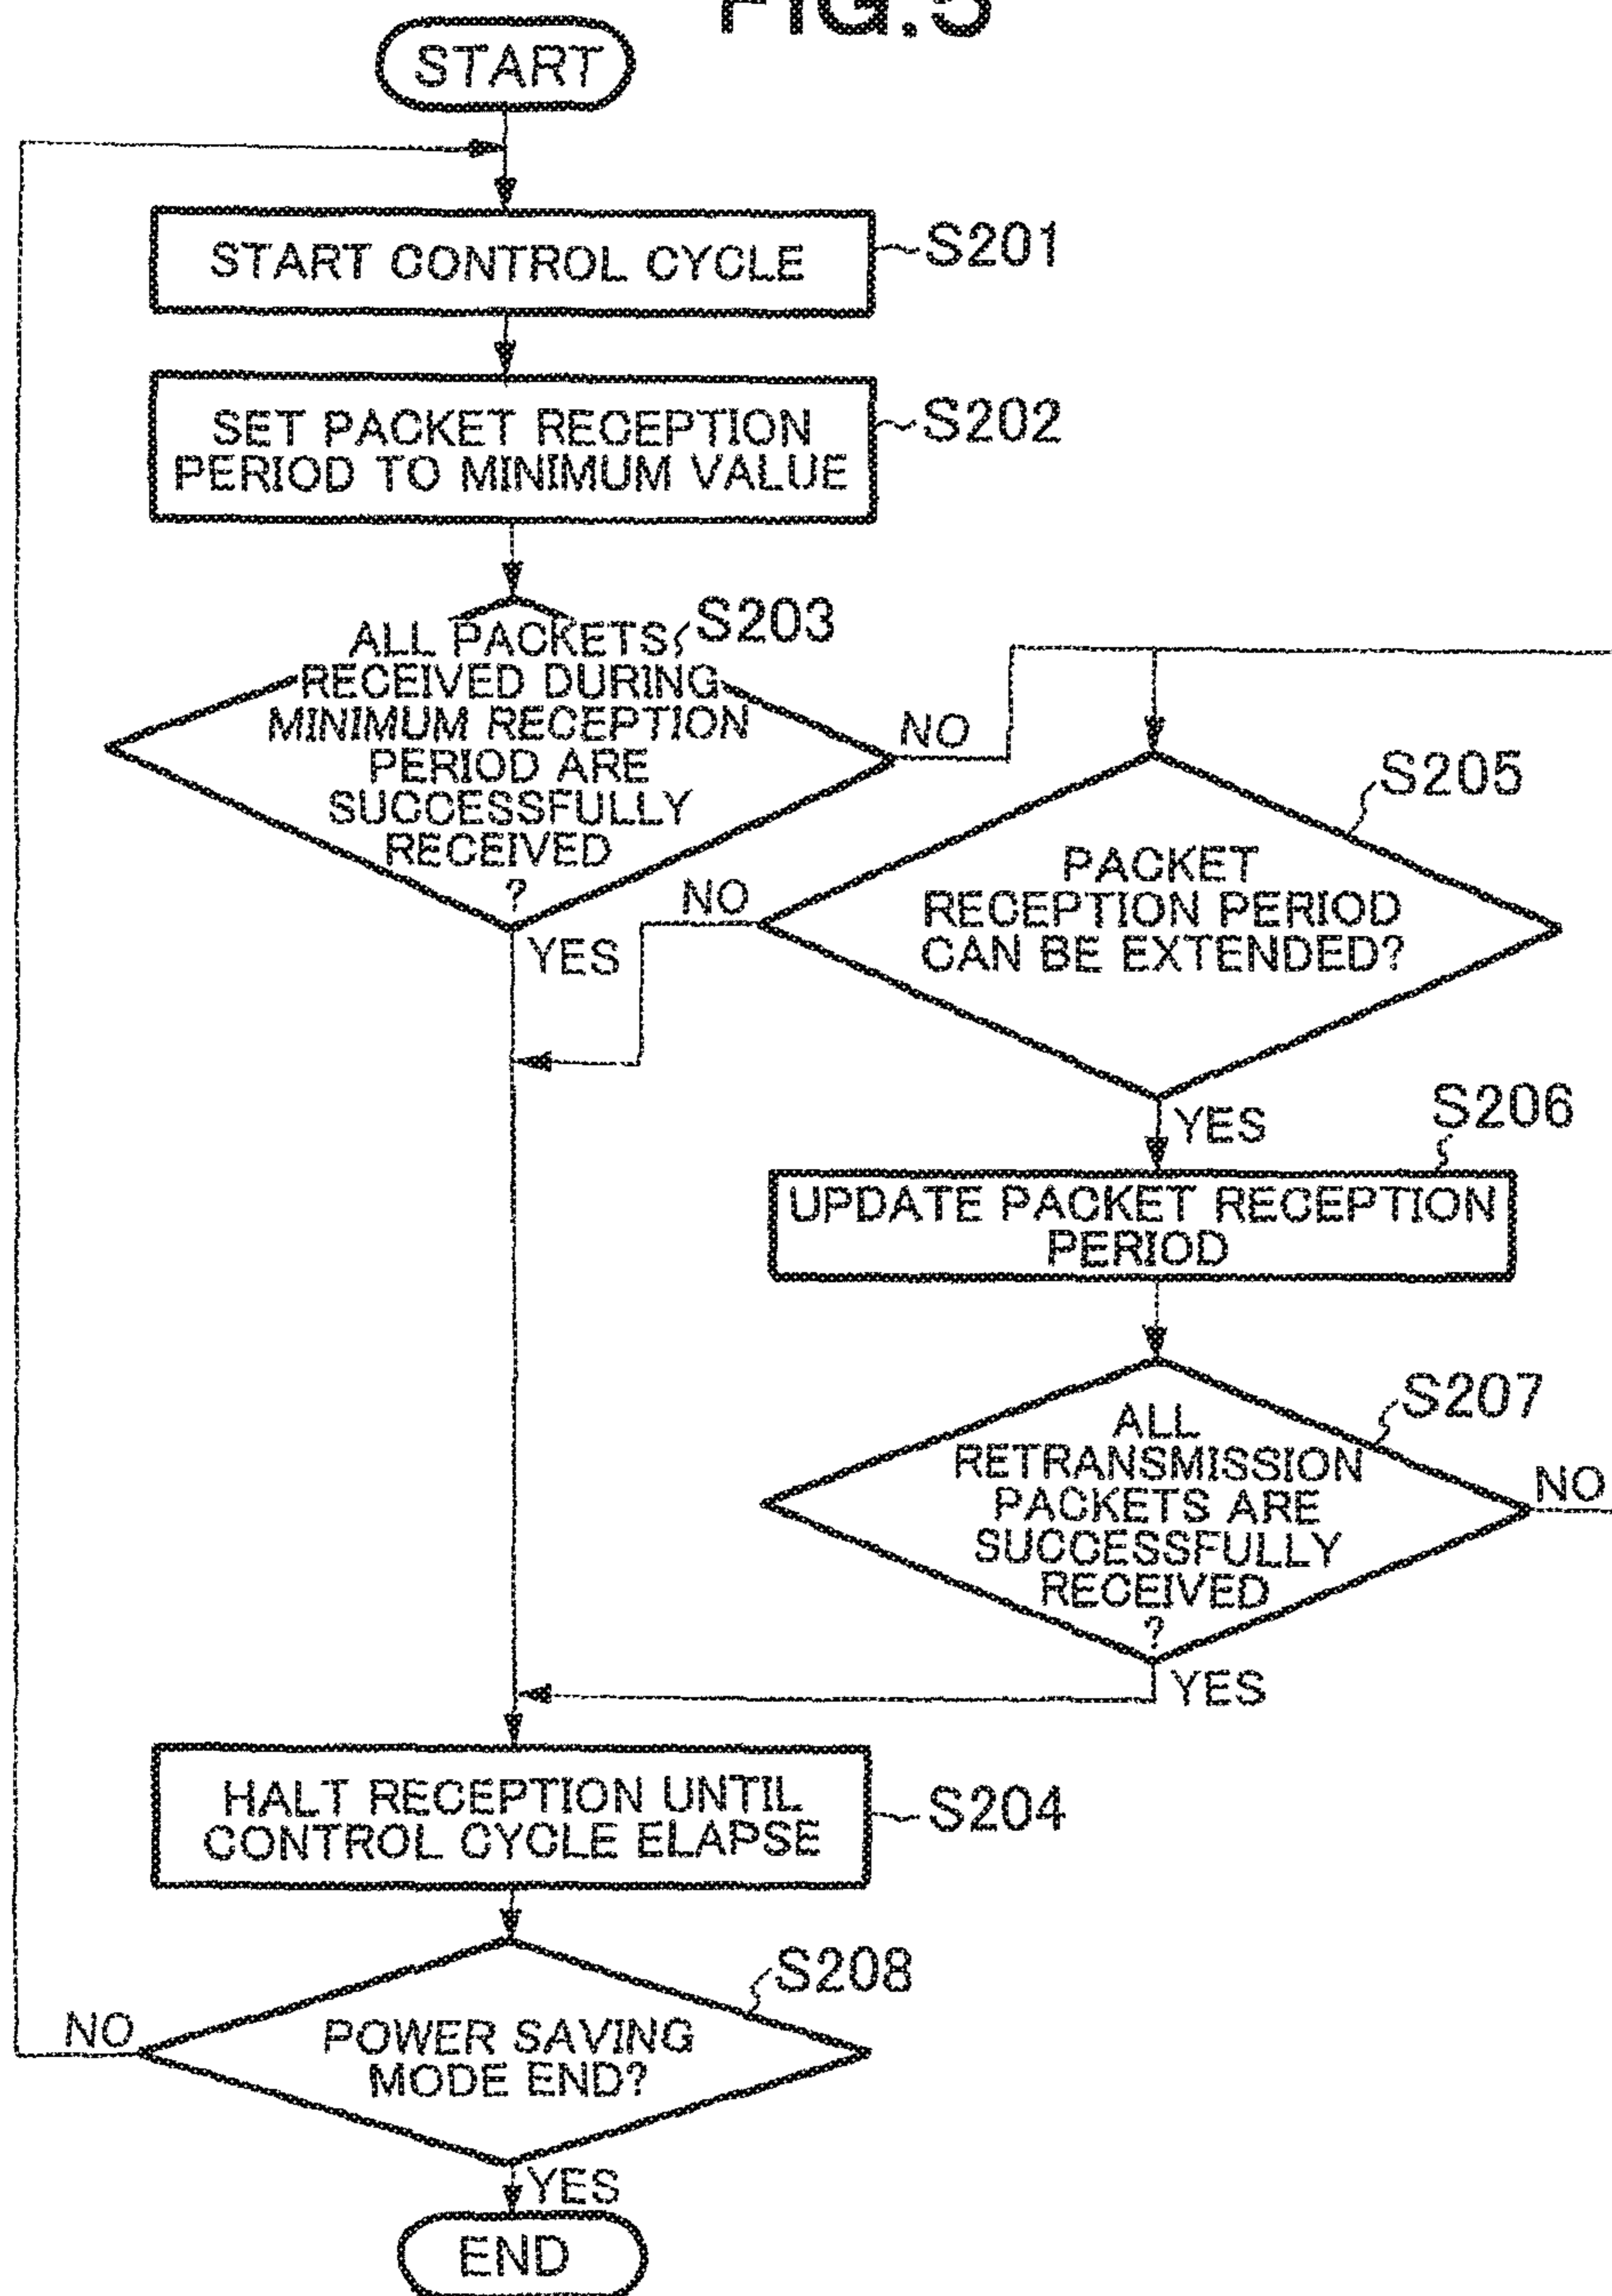 FIG.5
START
START CONTROL CYCLE
S201
SET PACKET RECEPTION
PERIOD TO MINIMUM VALUE
S202
ALL PACKETS
RECEIVED DURING
MINIMUM RECEPTION
PERIOD ARE
SUCCESSFULLY
RECEIVED
?
S203
NO
YES
PACKET
RECEPTION PERIOD
CAN BE EXTENDED?
S205
NO
YES
UPDATE PACKET RECEPTION
PERIOD
S206
ALL
RETRANSMISSION
PACKETS ARE
SUCCESSFULLY
RECEIVED
?
S207
NO
YES
HALT RECEPTION UNTIL
CONTROL CYCLE ELAPSE
S204
POWER SAVING
MODE END?
S208
NO
YES
END